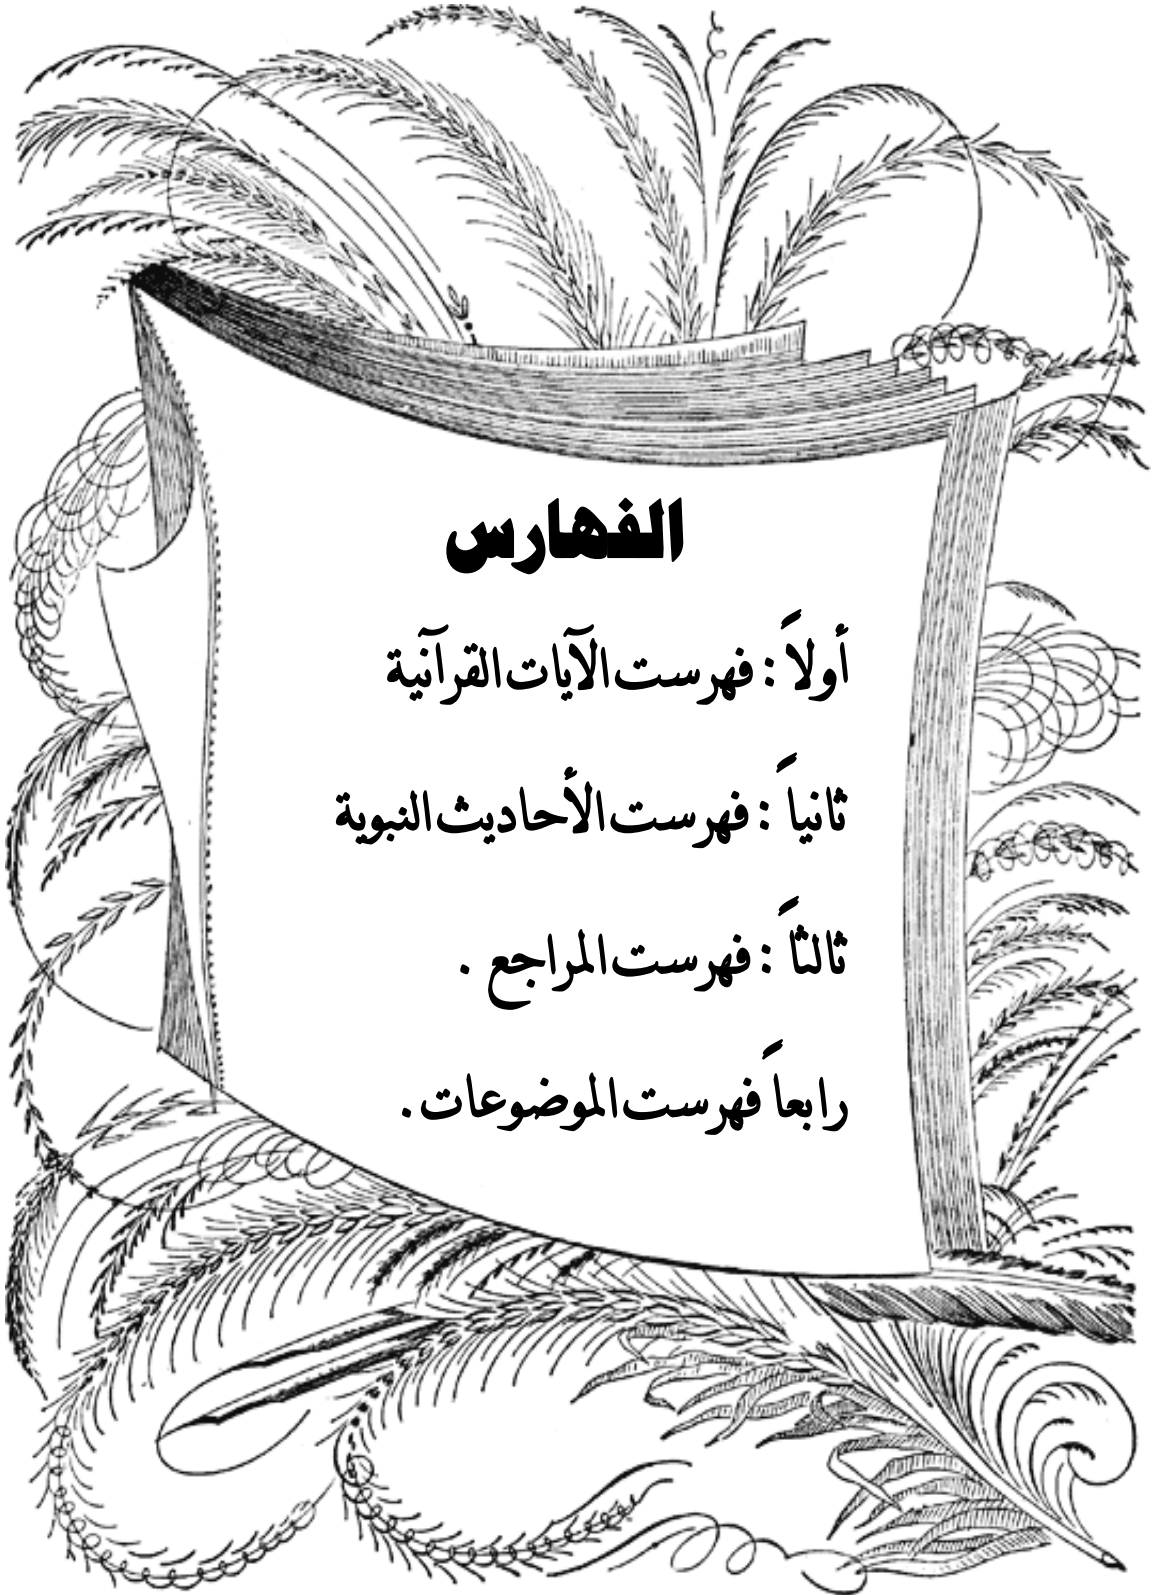 الفهارس
أولاً : فهرست الآيات القرآنية
ثانياً : فهرست الأحاديث النبوية
ثالثاً : فهرست المراجع .
رابعاً فهرست الموضوعات .